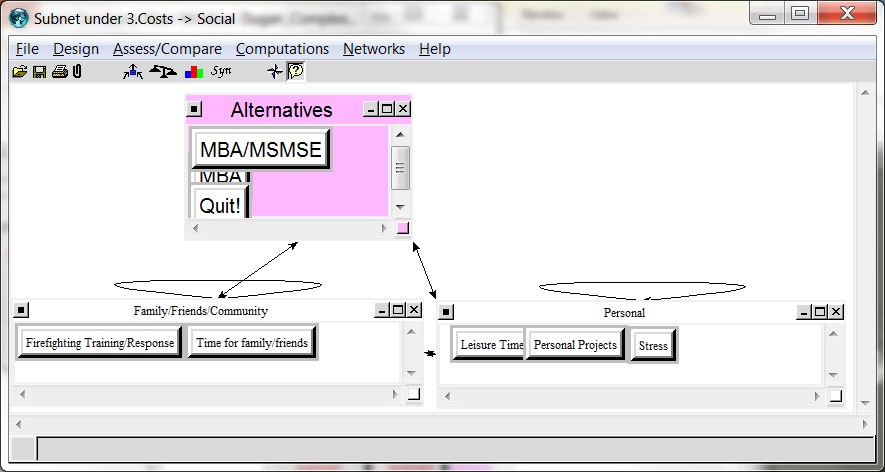 Subnet under 3.Costs -> Social
File Design Assess/Compare Computations Networks Help
Syn
Alternatives
MBA/MSMSE
MBA
Quit!
Family/Friends/Community
Firefighting Training/Response Time for family/friends
Personal
Leisure Time Personal Projects Stress